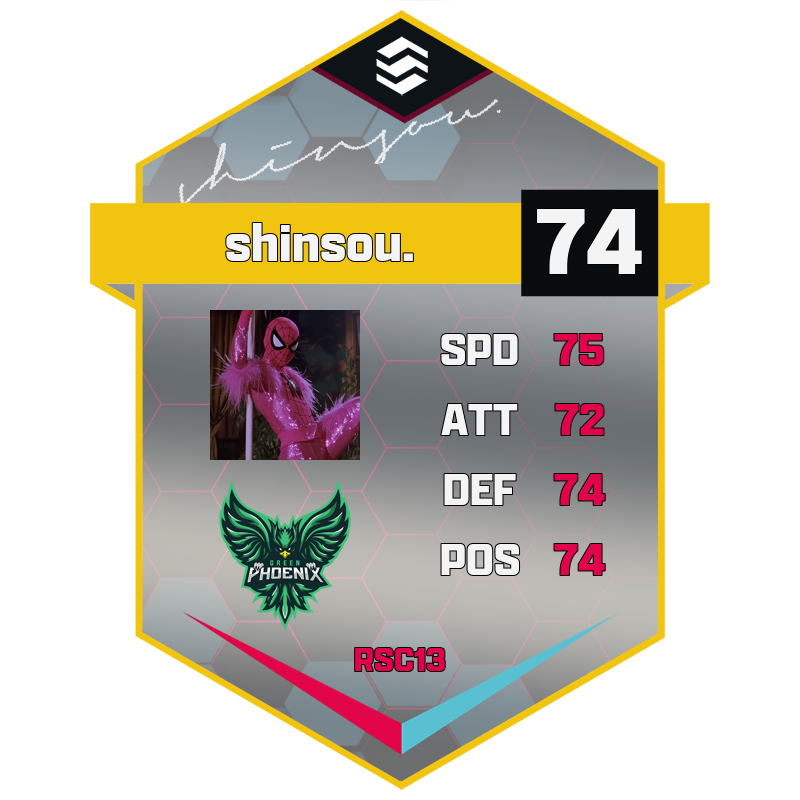 shinsou.
shinsou.
74
SPD 75
ATT 72
DEF 74
POS 74
GREEN
PHOENIX
RSC13